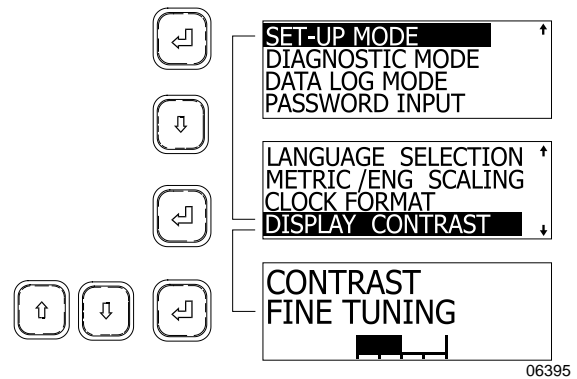 SET-UP MODE
DIAGNOSTIC MODE
DATA LOG MODE
PASSWORD INPUT
LANGUAGE SELECTION
METRIC /ENG SCALING
CLOCK FORMAT
DISPLAY CONTRAST
CONTRAST
FINE TUNING
06395